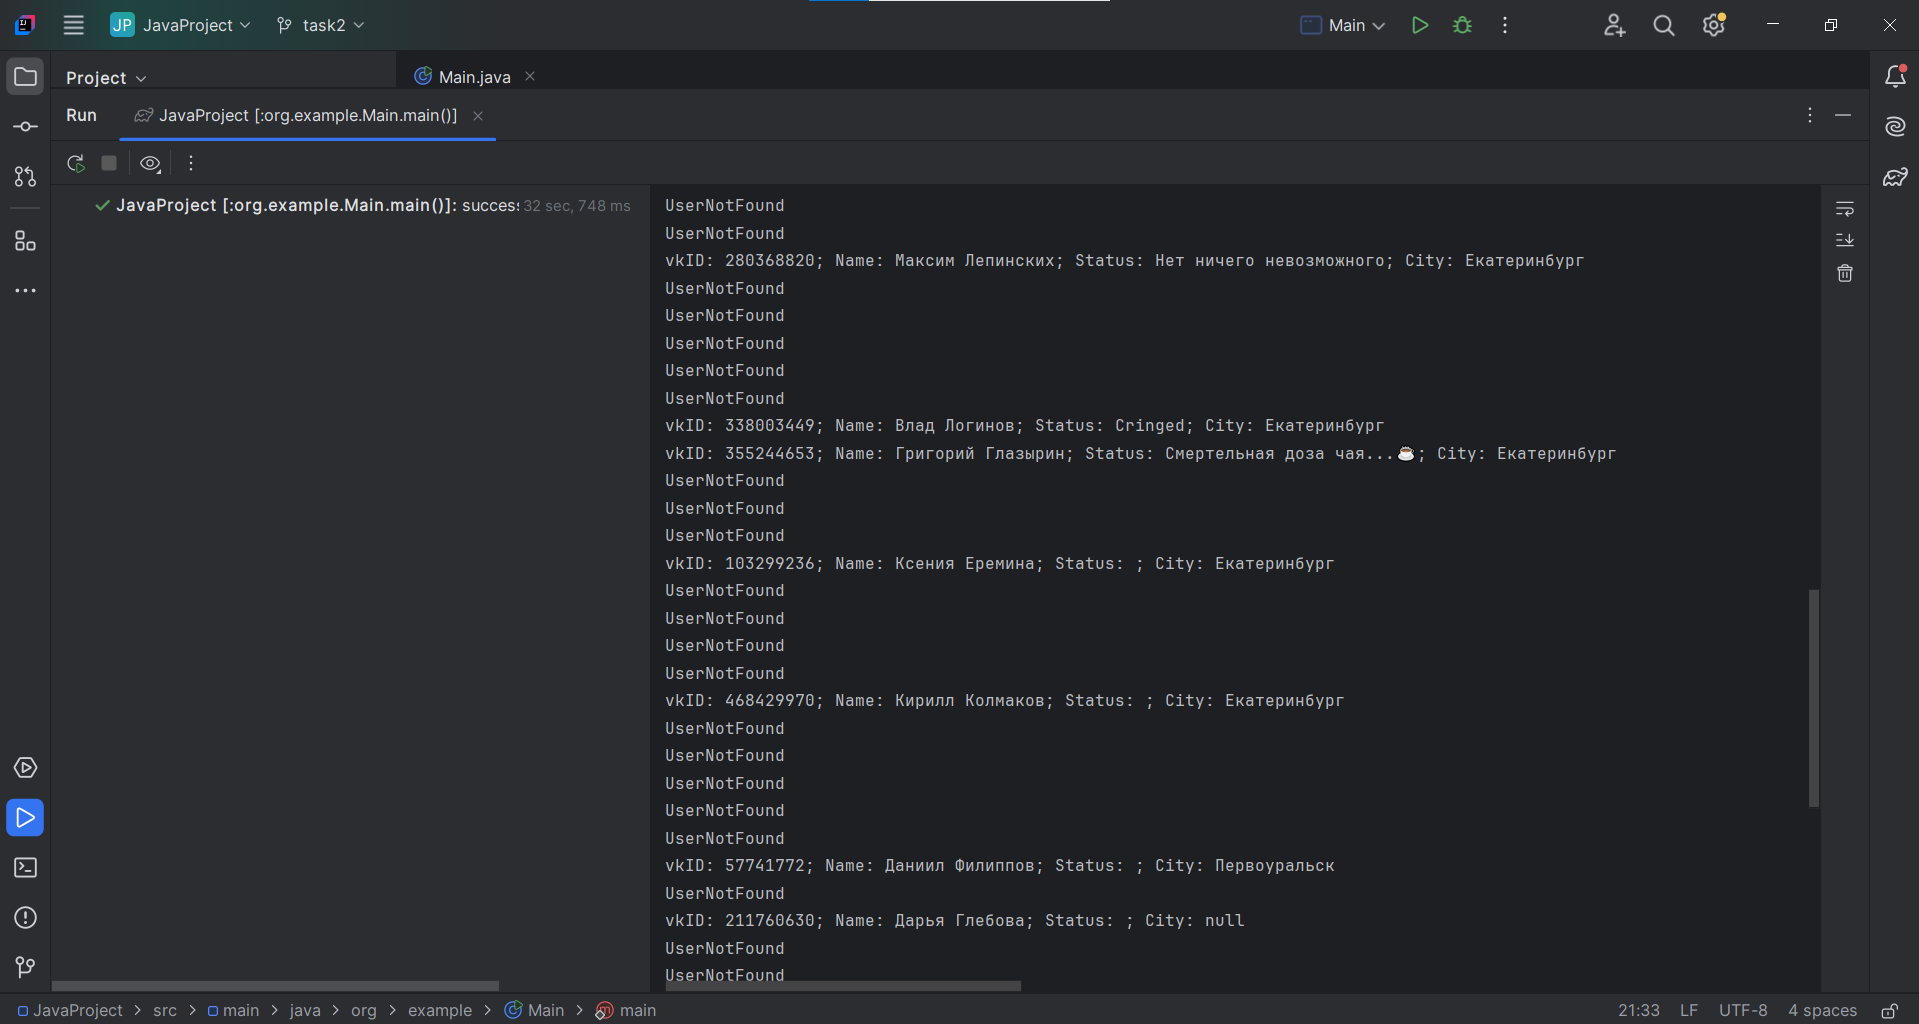 JP JavaProject task2 Main
Project Main.java
Run JavaProject [:org.example.Main.main()]
JavaProject [:org.example.Main.main()]: succes 32 sec, 748 ms
UserNotFound
UserNotFound
vkID: 280368820; Name: Максим Лепинских; Status: Нет ничего невозможного; City: Екатеринбург
UserNotFound
UserNotFound
UserNotFound
UserNotFound
UserNotFound
vkID: 338003449; Name: Влад Логинов; Status: Cringed; City: Екатеринбург
vkID: 355244653; Name: Григорий Глазырин; Status: Смертельная доза чая...☕; City: Екатеринбург
UserNotFound
UserNotFound
UserNotFound
vkID: 103299236; Name: Ксения Еремина; Status: ; City: Екатеринбург
UserNotFound
UserNotFound
UserNotFound
UserNotFound
vkID: 468429970; Name: Кирилл Колмаков; Status: ; City: Екатеринбург
UserNotFound
UserNotFound
UserNotFound
UserNotFound
UserNotFound
vkID: 57741772; Name: Даниил Филиппов; Status: ; City: Первоуральск
UserNotFound
vkID: 211760630; Name: Дарья Глебова; Status: ; City: null
UserNotFound
UserNotFound
JavaProject > src > main > java > org > example > Main > main 21:33 LF UTF-8 4 spaces